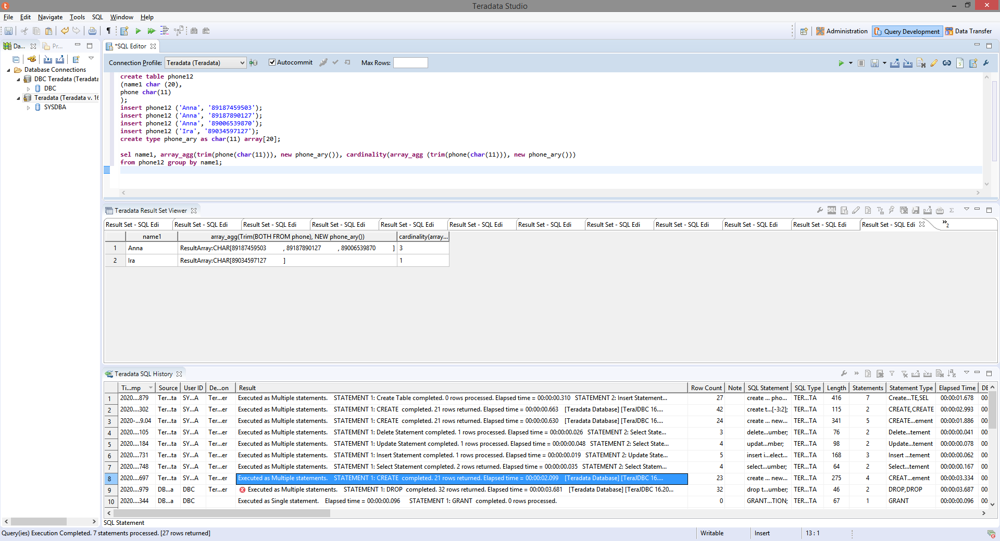 Teradata Studio
File Edit Navigate Tools SQL Window Help
Administration Query Development Data Transfer
Da... Pr...
*SQL Editor
Connection Profile: Teradata (Teradata) Autocommit Max Rows:
Database Connections
DBC Teradata (Teradata
DBC
Teradata (Teradata v. 16
SYSDBA
create table phone12
(name1 char (20),
phone char(11)
);
insert phone12 ('Anna', '89187459503');
insert phone12 ('Anna', '89187890127');
insert phone12 ('Anna', '89006539870');
insert phone12 ('Ira', '89034597127');
create type phone_ary as char(11) array[20];
sel name1, array_agg(trim(phone(char(11))), new phone_ary()), cardinality(array_agg (trim(phone(char(11))), new phone_ary()))
from phone12 group by name1;
Teradata Result Set Viewer
Result Set - SQL Edi Result Set - SQL Edi Result Set - SQL Edi Result Set - SQL Edi Result Set - SQL Edi Result Set - SQL Edi Result Set - SQL Edi Result Set - SQL Edi Result Set - SQL Edi Result Set - SQL Edi Result Set - SQL Edi Result Set - SQL Edi »2
name1 array_agg(Trim(BOTH FROM phone), NEW phone_ary()) cardinality(array...
1 Anna ResultArray:CHAR[89187459503 , 89187890127 , 89006539870 ] 3
2 Ira ResultArray:CHAR[89034597127 ] 1
Teradata SQL History
Ti...mp Source User ID De...on Result Row Count Note SQL Statement SQL Type Length Statements Statement Type Elapsed Time DE
1 2020....879 Ter...ta SY...A Ter...er Executed as Multiple statements. STATEMENT 1: Create Table completed. 0 rows processed. Elapsed time = 00:00:00.310 STATEMENT 2: Insert Statement... 27 create ... pho... TER...TA 416 7 Create...TE,SEL 00:00:01.678 00:
2 2020....302 Ter...ta SY...A Ter...er Executed as Multiple statements. STATEMENT 1: CREATE completed. 21 rows returned. Elapsed time = 00:00:00.663 [Teradata Database] [TeraJDBC 16.... 42 create t...[-3:2]; TER...TA 115 2 CREATE,CREATE 00:00:02.993 00:
3 2020-...9.04 Ter...ta SY...A Ter...er Executed as Multiple statements. STATEMENT 1: CREATE completed. 21 rows returned. Elapsed time = 00:00:00.630 [Teradata Database] [TeraJDBC 16.... 24 create ... new... TER...TA 341 5 CREATE...ement 00:00:01.886 00:
4 2020....105 Ter...ta SY...A Ter...er Executed as Multiple statements. STATEMENT 1: Delete Statement completed. 1 rows processed. Elapsed time = 00:00:00.026 STATEMENT 2: Select State... 3 delete...umber; TER...TA 76 2 Delete...tement 00:00:00.041 00:
5 2020....184 Ter...ta SY...A Ter...er Executed as Multiple statements. STATEMENT 1: Update Statement completed. 1 rows processed. Elapsed time = 00:00:00.048 STATEMENT 2: Select State... 4 updat...mber; TER...TA 98 2 Update...tement 00:00:00.078 00:
6 2020....731 Ter...ta SY...A Ter...er Executed as Multiple statements. STATEMENT 1: Insert Statement completed. 1 rows processed. Elapsed time = 00:00:00.019 STATEMENT 2: Update State... 5 insert i...elect... TER...TA 168 3 Insert ...tement 00:00:00.062 00:
7 2020....748 Ter...ta SY...A Ter...er Executed as Multiple statements. STATEMENT 1: Select Statement completed. 2 rows returned. Elapsed time = 00:00:00.035 STATEMENT 2: Select Statem... 4 select...umber; TER...TA 64 2 Select...tement 00:00:00.167 00:
8 2020....697 Ter...ta SY...A Ter...er Executed as Multiple statements. STATEMENT 1: CREATE completed. 21 rows returned. Elapsed time = 00:00:02.099 [Teradata Database] [TeraJDBC 16.... 23 create ... new... TER...TA 275 4 CREAT...ement 00:00:03.334 00:
9 2020....979 DB...a DBC Ter...er Executed as Multiple statements. STATEMENT 1: DROP completed. 32 rows returned. Elapsed time = 00:00:03.681 [Teradata Database] [TeraJDBC 16.20... 32 drop t...umber; TER...TA 46 2 DROP,DROP 00:00:03.687 00:
10 2020....344 DB...a DBC Executed as Single statement. Elapsed time = 00:00:00.096 STATEMENT 1: GRANT completed. 0 rows processed. 0 GRANT...TION; TER...TA 67 1 GRANT 00:00:00.096 00:
SQL Statement
Query(ies) Execution Completed. 7 statements processed. [27 rows returned] Writable Insert 13 : 1